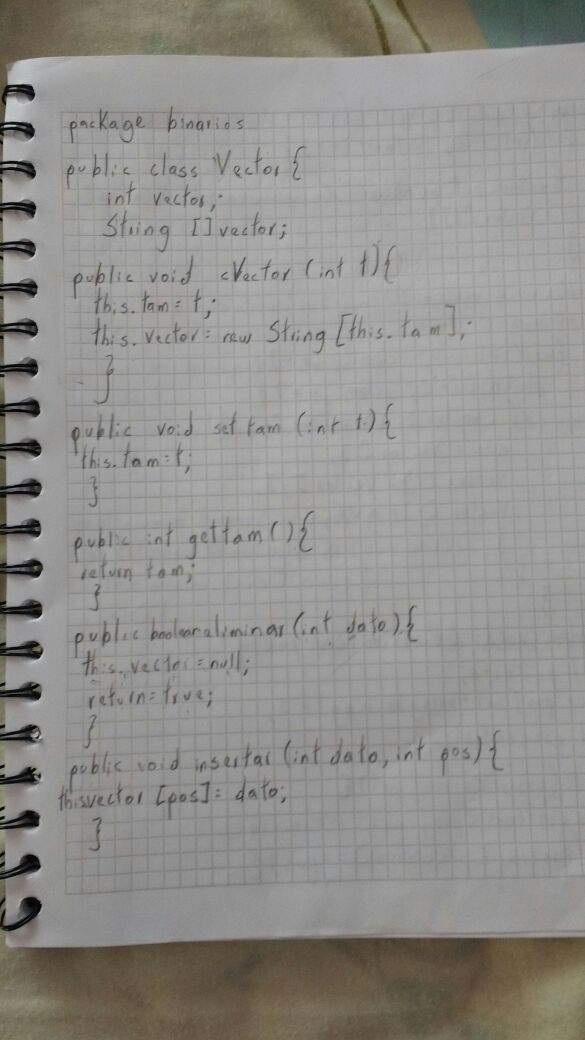 package binarios
public class Vector {
int vector;
String [] vector;
public void cVector (int t) {
this.tam = t;
this.vector = new String [this.tam];
}
public void set tam (int t) {
this.tam = t;
}
public int gettam () {
return tam;
}
public boolean aliminar (int dato) {
this.vector = null;
return = true;
}
public void insertar (int dato, int pos) {
thisvector [pos] = dato;
}